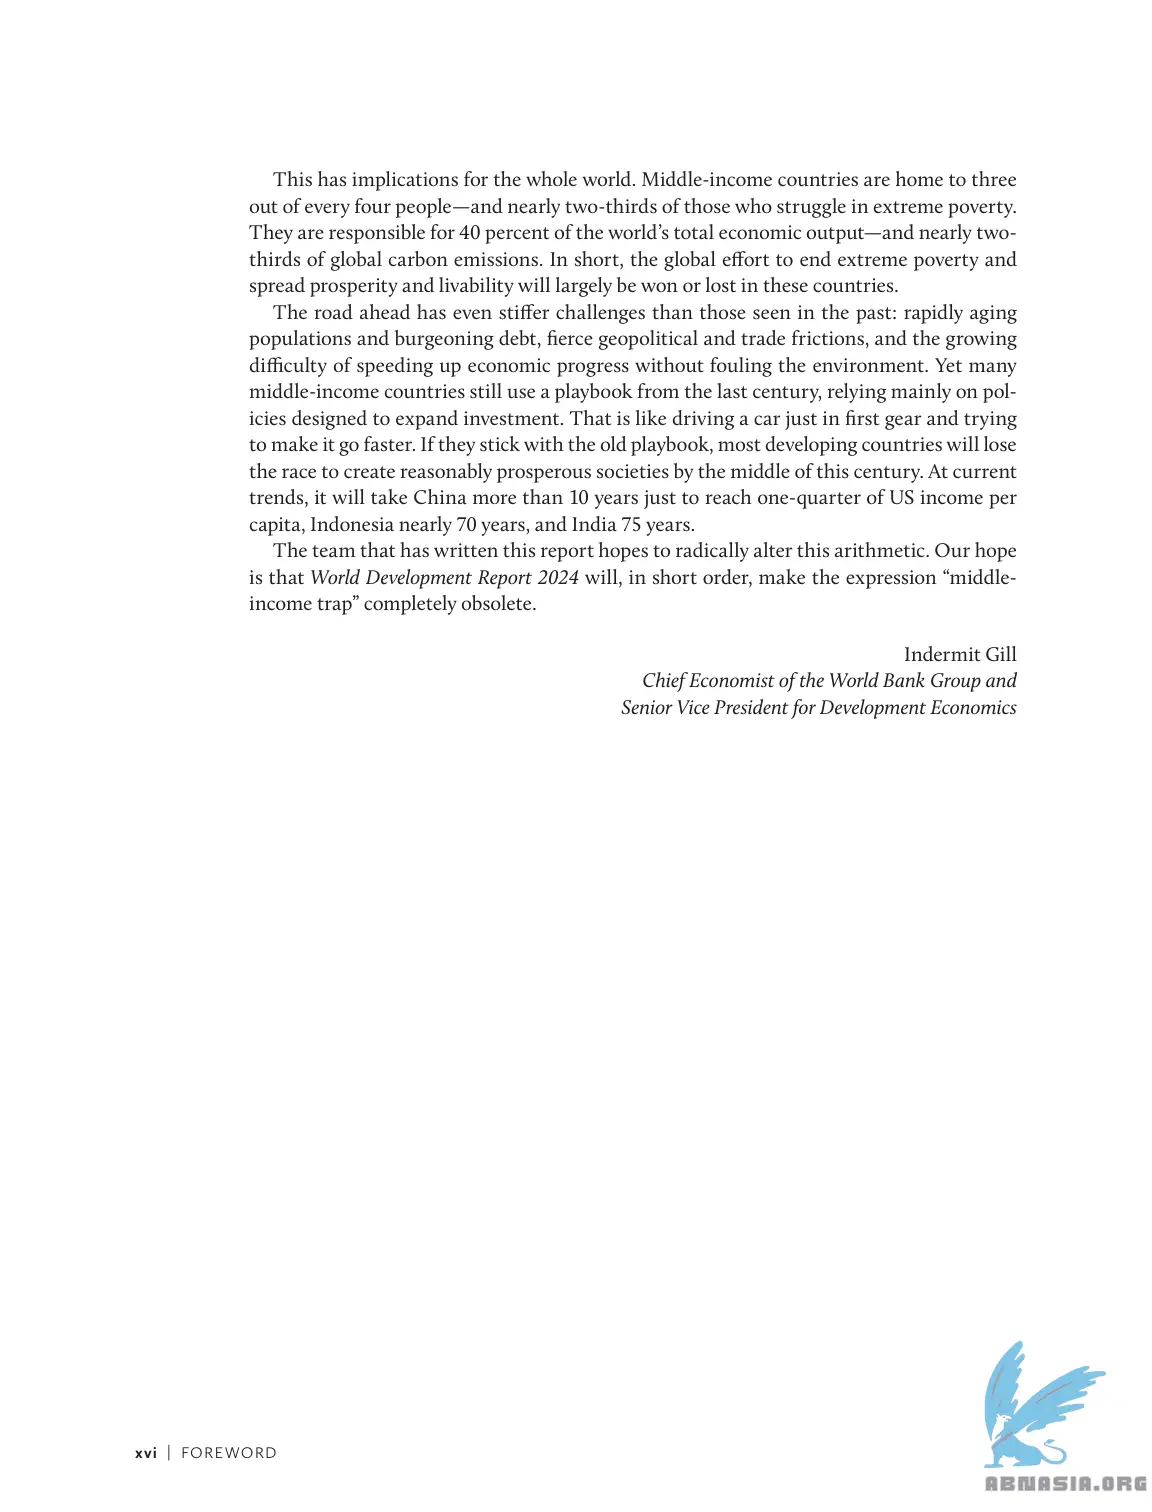 This has implications for the whole world. Middle-income countries are home to three
out of every four people—and nearly two-thirds of those who struggle in extreme poverty.
They are responsible for 40 percent of the world’s total economic output—and nearly two-
thirds of global carbon emissions. In short, the global effort to end extreme poverty and
spread prosperity and livability will largely be won or lost in these countries.
The road ahead has even stiffer challenges than those seen in the past: rapidly aging
populations and burgeoning debt, fierce geopolitical and trade frictions, and the growing
difficulty of speeding up economic progress without fouling the environment. Yet many
middle-income countries still use a playbook from the last century, relying mainly on pol-
icies designed to expand investment. That is like driving a car just in first gear and trying
to make it go faster. If they stick with the old playbook, most developing countries will lose
the race to create reasonably prosperous societies by the middle of this century. At current
trends, it will take China more than 10 years just to reach one-quarter of US income per
capita, Indonesia nearly 70 years, and India 75 years.
The team that has written this report hopes to radically alter this arithmetic. Our hope
is that World Development Report 2024 will, in short order, make the expression “middle-
income trap” completely obsolete.
Indermit Gill
Chief Economist of the World Bank Group and
Senior Vice President for Development Economics
xvi | FOREWORD
ABNASIA.ORG